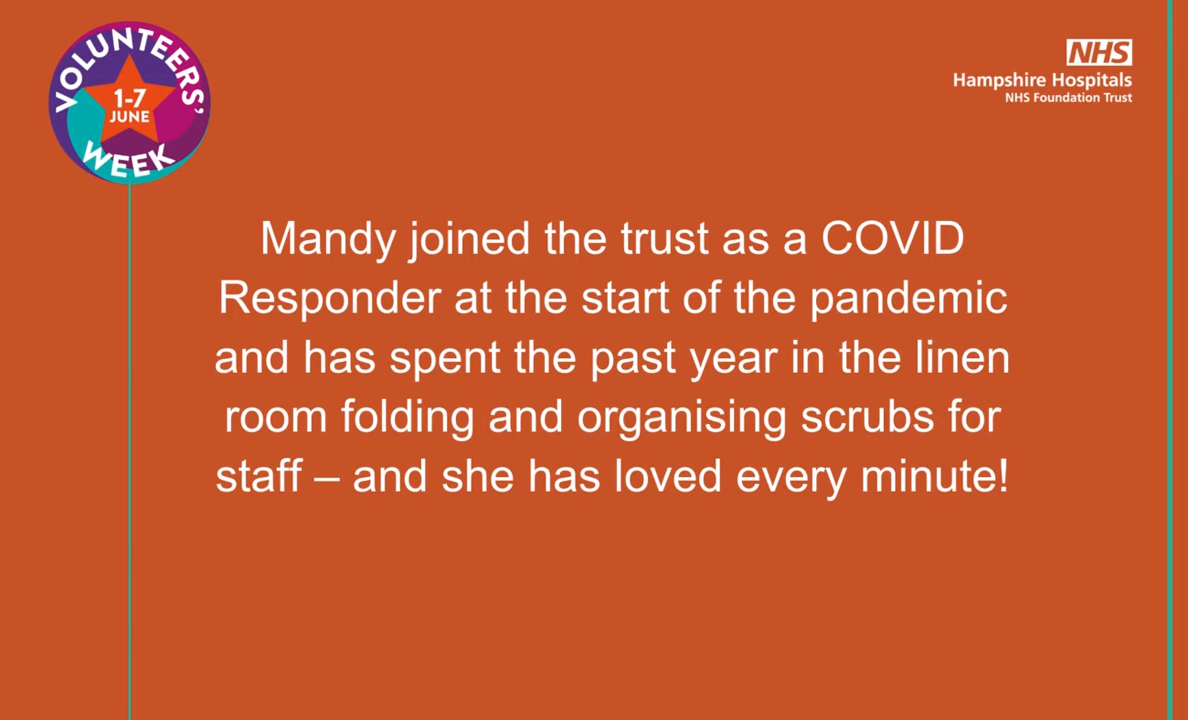 VOLUNTEERS'
1-7
JUNE
WEEK
NHS
Hampshire Hospitals
NHS Foundation Trust
Mandy joined the trust as a COVID
Responder at the start of the pandemic
and has spent the past year in the linen
room folding and organising scrubs for
staff – and she has loved every minute!